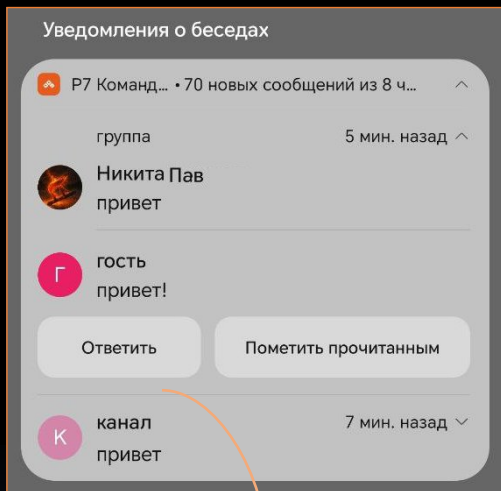 Уведомления о беседах
Р7 Команд... • 70 новых сообщений из 8 ч...
группа 5 мин. назад
Никита Пав
привет
Г гость
привет!
Ответить Пометить прочитанным
К канал 7 мин. назад
привет